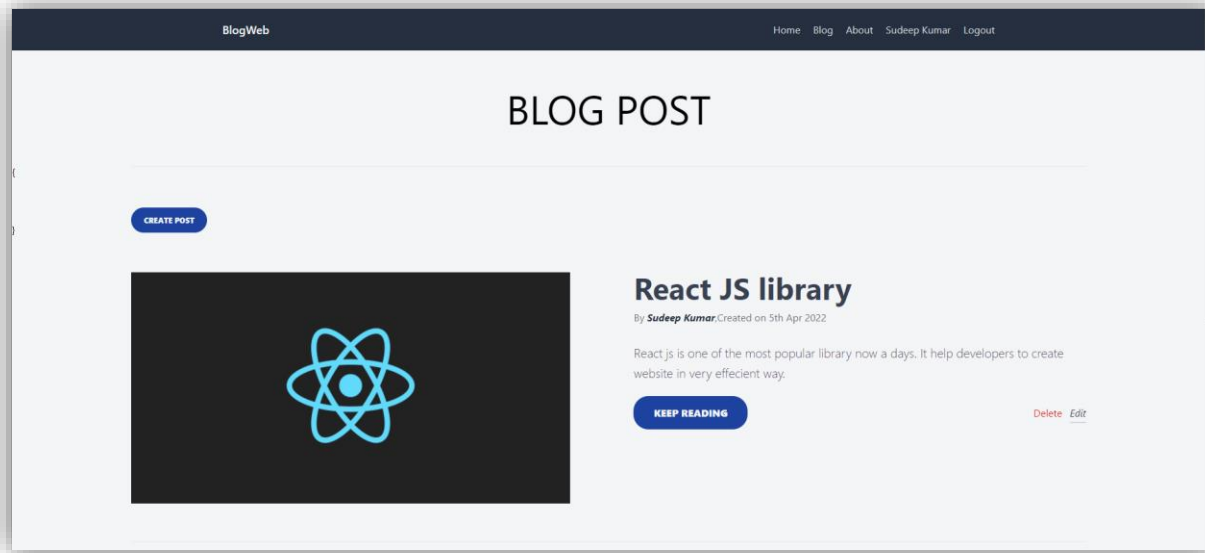 BlogWeb Home Blog About Sudeep Kumar Logout
BLOG POST
{
CREATE POST
}
React JS library
By Sudeep Kumar,Created on 5th Apr 2022
React js is one of the most popular library now a days. It help developers to create
website in very effecient way.
KEEP READING Delete Edit